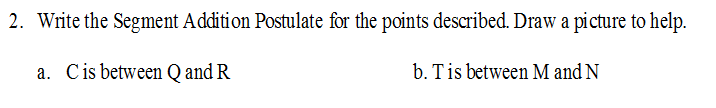 2. Write the Segment Addition Postulate for the points described. Draw a picture to help.
a. C is between Q and R b. T is between M and N